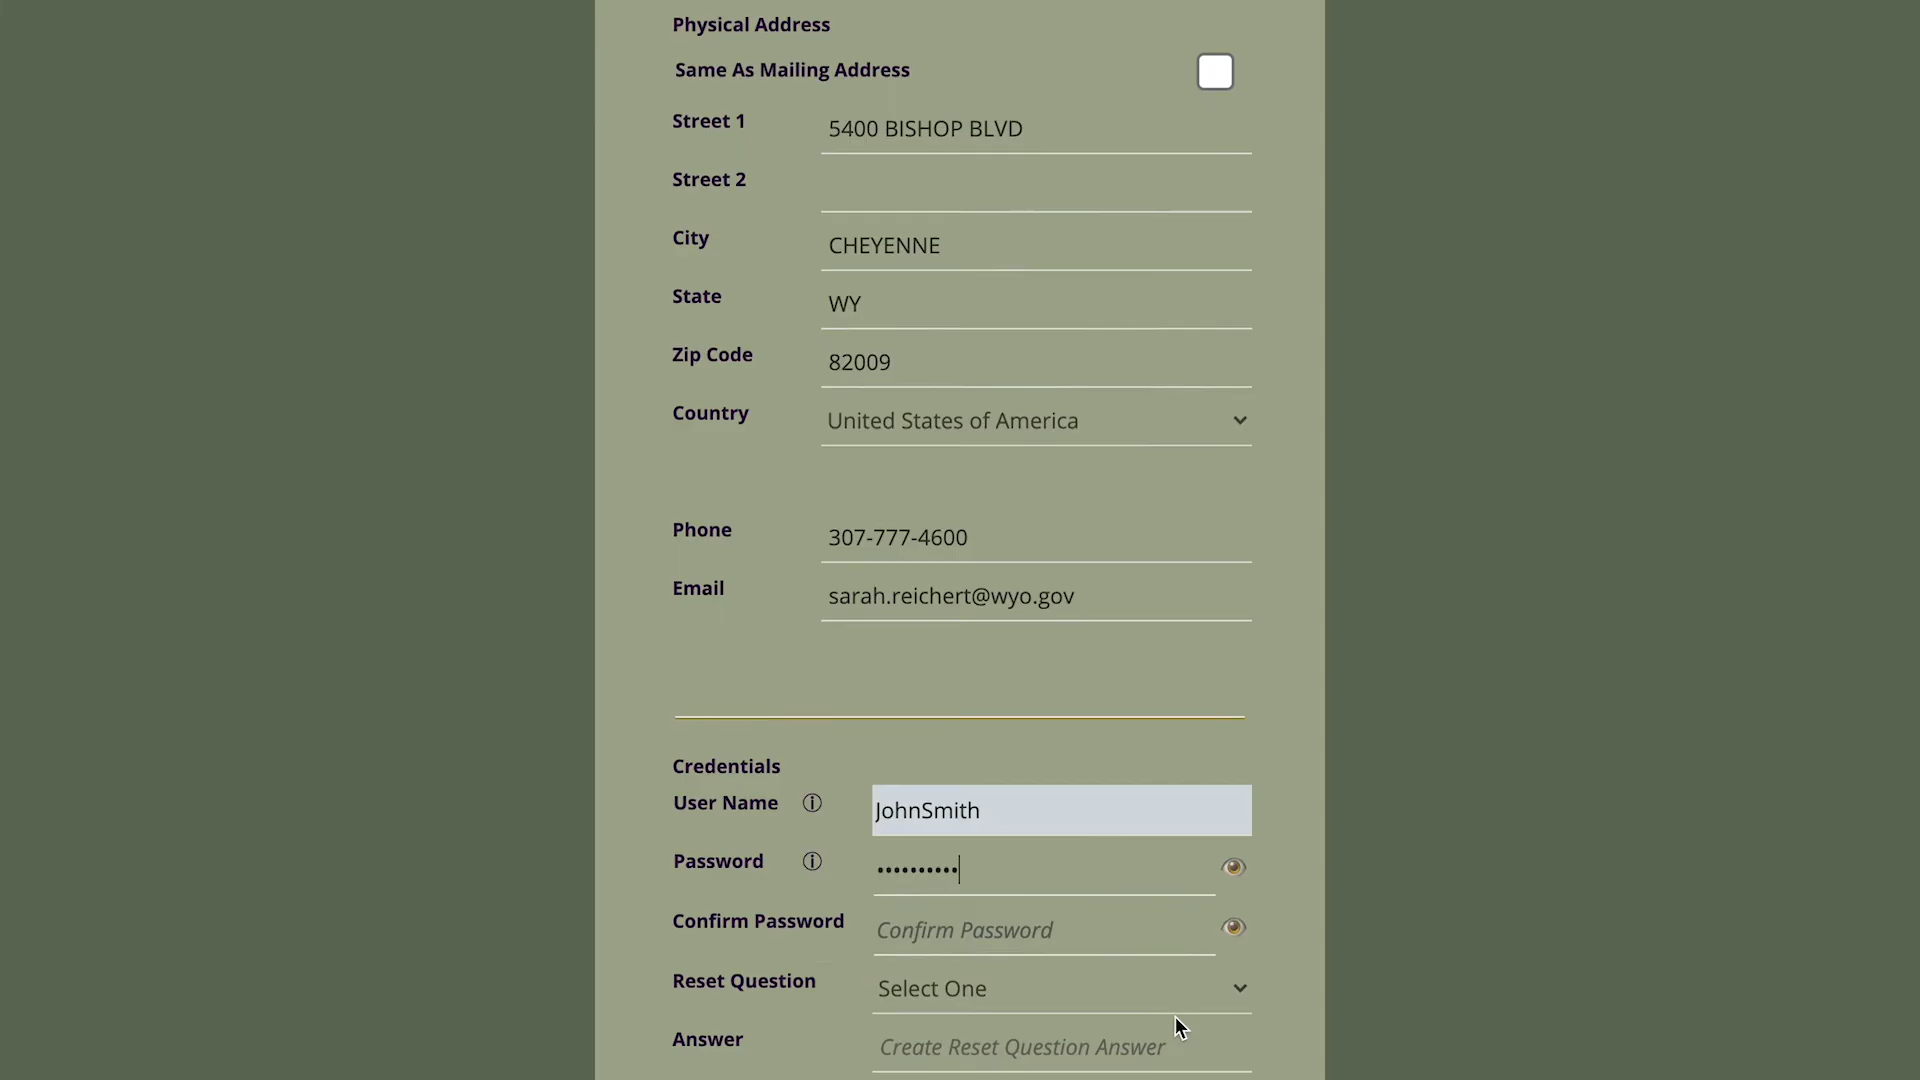 Physical Address
Same As Mailing Address
Street 1 5400 BISHOP BLVD
Street 2
City CHEYENNE
State WY
Zip Code 82009
Country United States of America
Phone 307-777-4600
Email sarah.reichert@wyo.gov
Credentials
User Name ⓘ JohnSmith
Password ⓘ ••••••••••
Confirm Password Confirm Password
Reset Question Select One
Answer Create Reset Question Answer